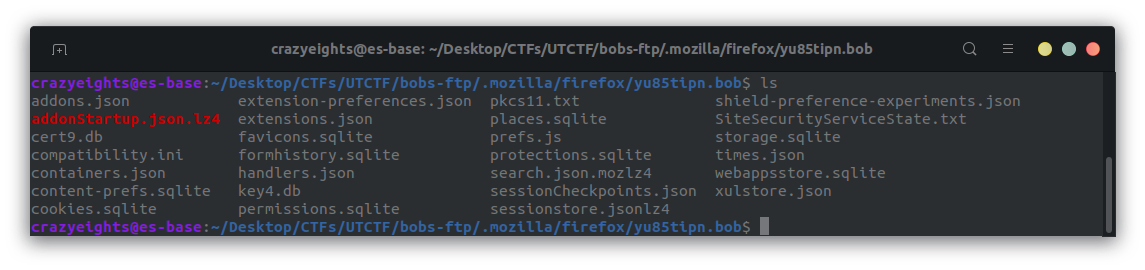 crazyeights@es-base: ~/Desktop/CTFs/UTCTF/bobs-ftp/.mozilla/firefox/yu85tipn.bob
crazyeights@es-base:~/Desktop/CTFs/UTCTF/bobs-ftp/.mozilla/firefox/yu85tipn.bob$ ls
addons.json extension-preferences.json pkcs11.txt shield-preference-experiments.json
addonStartup.json.lz4 extensions.json places.sqlite SiteSecurityServiceState.txt
cert9.db favicons.sqlite prefs.js storage.sqlite
compatibility.ini formhistory.sqlite protections.sqlite times.json
containers.json handlers.json search.json.mozlz4 webappsstore.sqlite
content-prefs.sqlite key4.db sessionCheckpoints.json xulstore.json
cookies.sqlite permissions.sqlite sessionstore.jsonlz4
crazyeights@es-base:~/Desktop/CTFs/UTCTF/bobs-ftp/.mozilla/firefox/yu85tipn.bob$